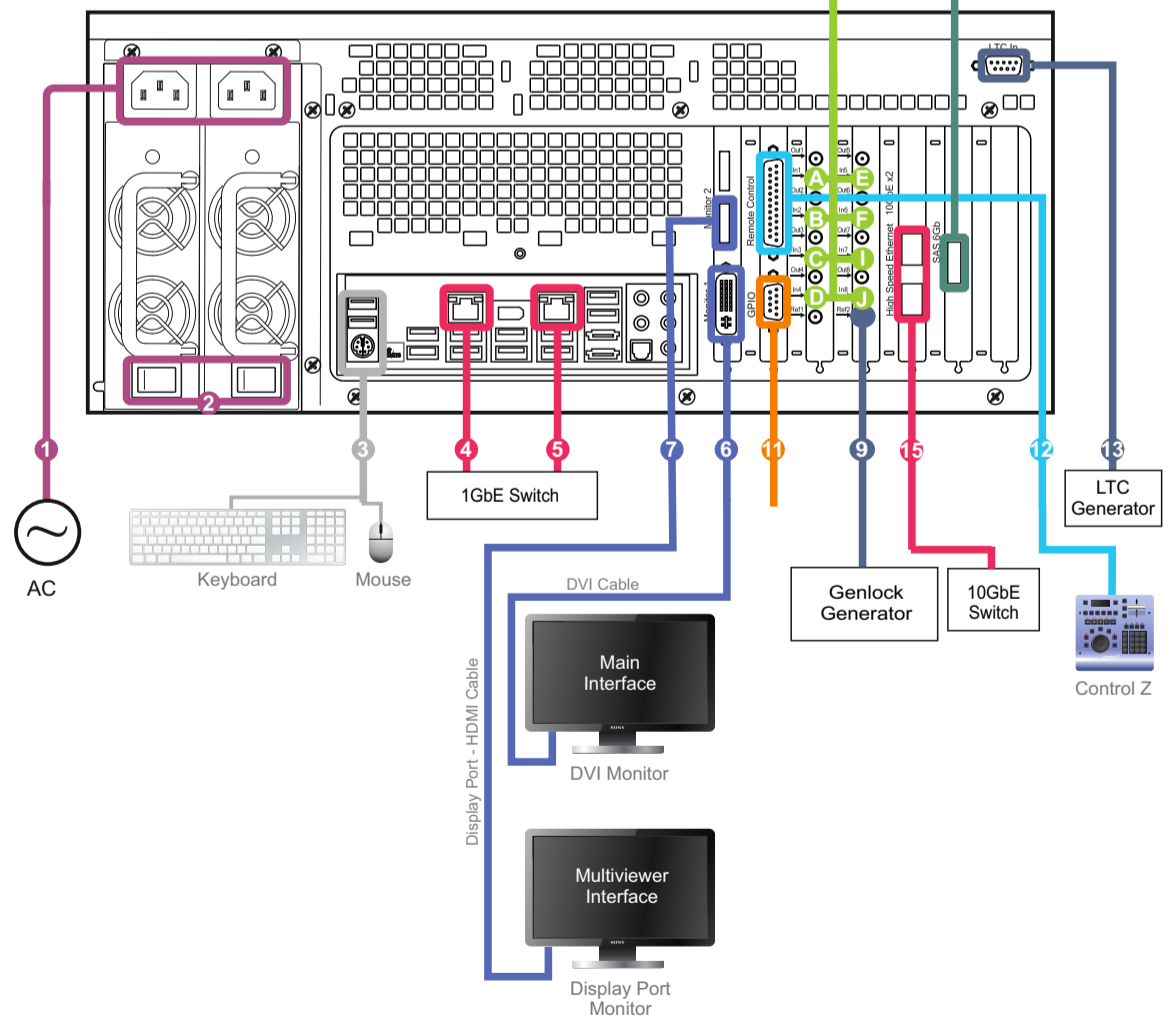 LTC In
Monitor 2
Monitor 1
Remote Control
GPIO
Out1
In1
Out2
In2
Out3
In3
Out4
In4
Ref1
Out5
In5
Out6
In6
Out7
In7
Out8
In8
Ref2
A
B
C
D
E
F
I
J
High Speed Ethernet 10GbE x2
SAS 6Gb
1
2
3
4
5
7
6
11
9
15
12
13
AC
Keyboard
Mouse
1GbE Switch
DVI Cable
Display Port - HDMI Cable
Main
Interface
SONY
DVI Monitor
Multiviewer
Interface
SONY
Display Port
Monitor
Genlock
Generator
10GbE
Switch
LTC
Generator
Control Z